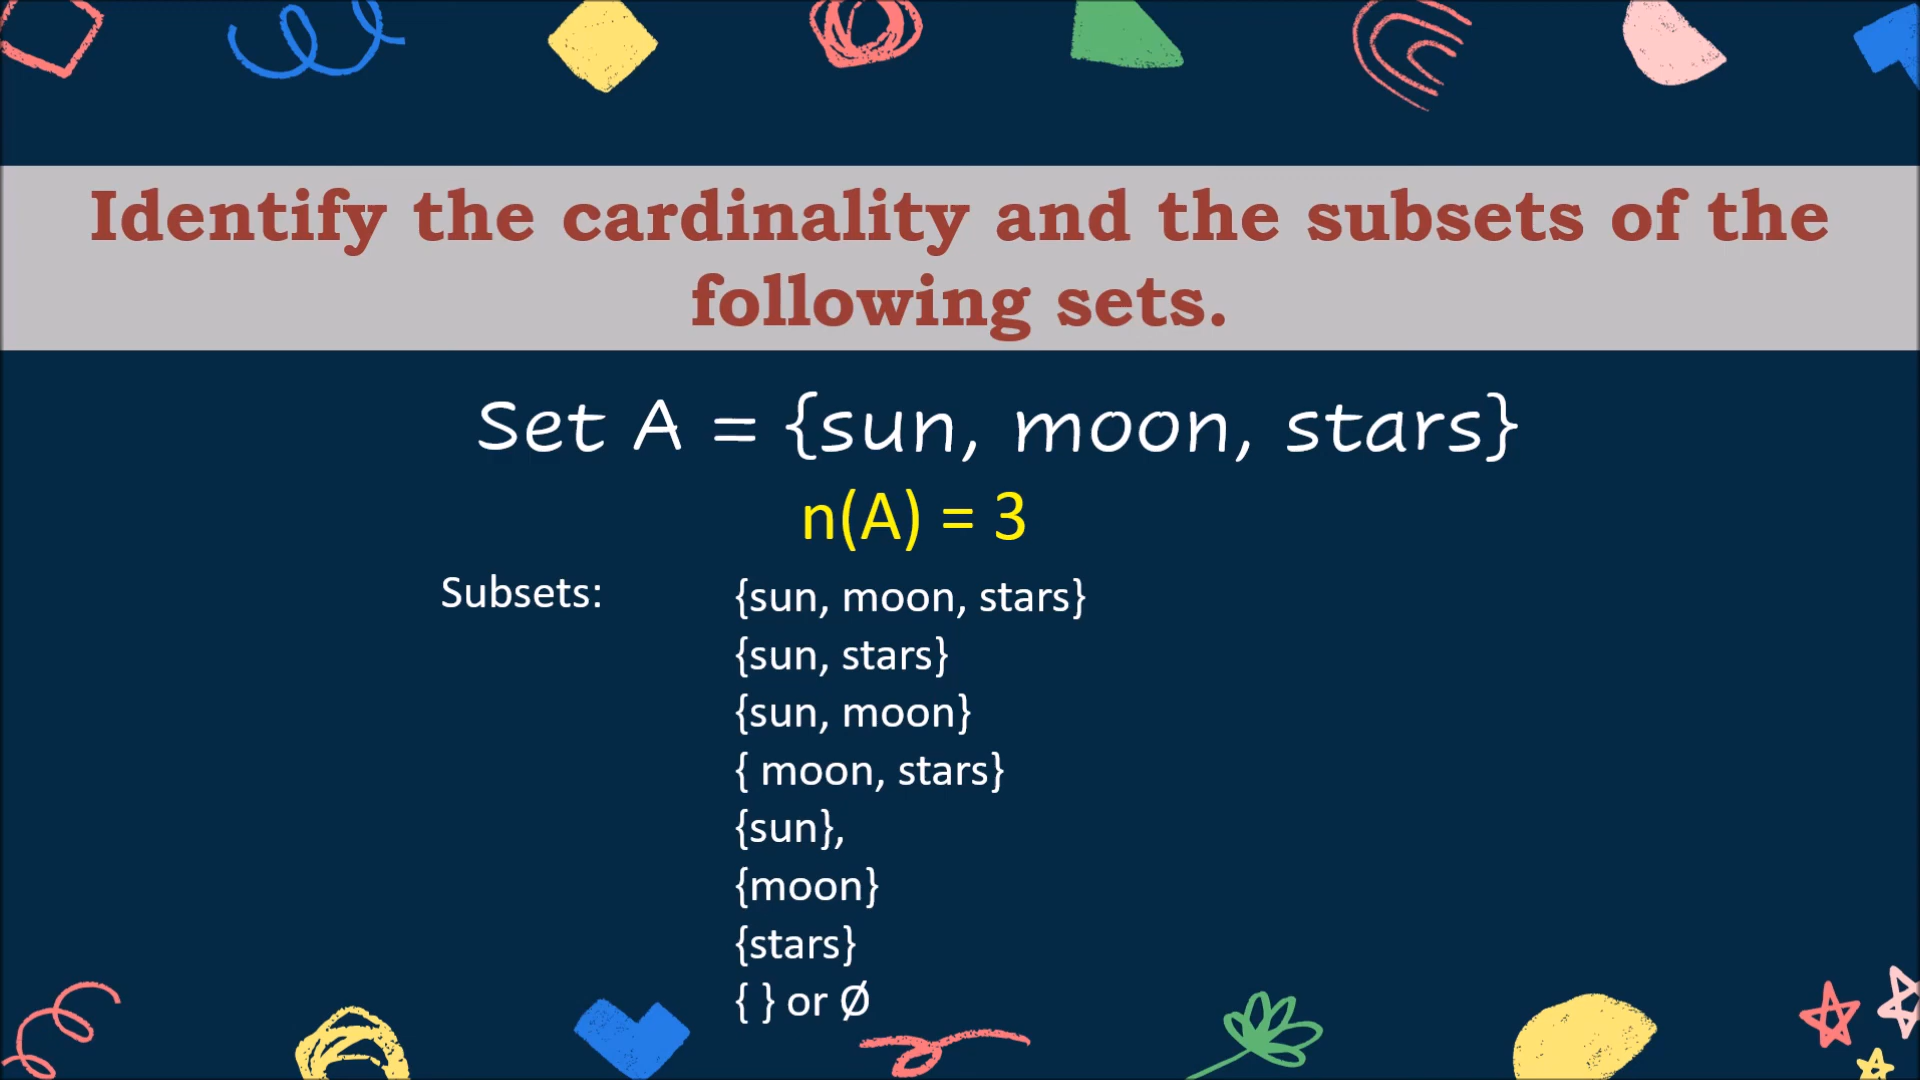 Identify the cardinality and the subsets of the
following sets.
Set A = {sun, moon, stars}
n(A) = 3
Subsets:
{sun, moon, stars}
{sun, stars}
{sun, moon}
{ moon, stars}
{sun},
{moon}
{stars}
{ } or Ø